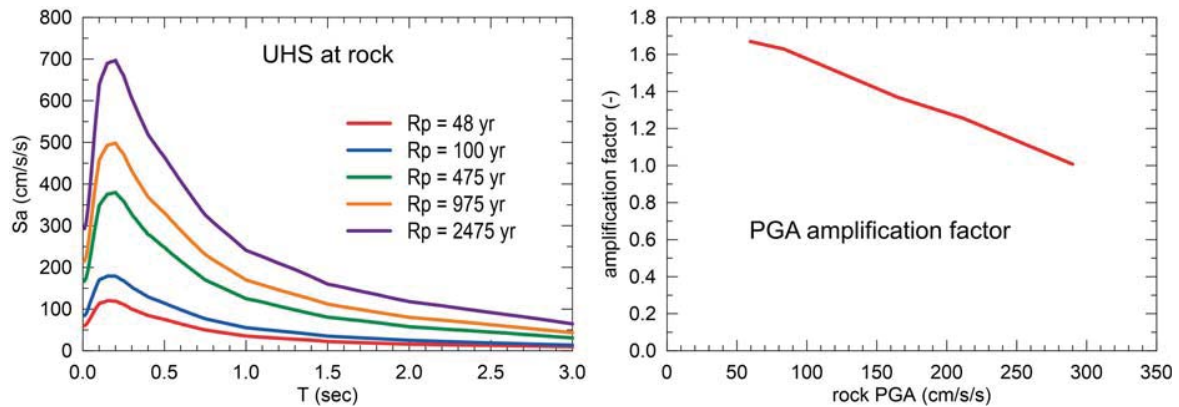 800
700
600
500
400
300
200
100
0
Sa (cm/s/s)
UHS at rock
Rp = 48 yr
Rp = 100 yr
Rp = 475 yr
Rp = 975 yr
Rp = 2475 yr
0.0 0.5 1.0 1.5 2.0 2.5 3.0
T (sec)
1.8
1.6
1.4
1.2
1.0
0.8
0.6
0.4
0.2
0.0
amplification factor (-)
PGA amplification factor
0 50 100 150 200 250 300 350
rock PGA (cm/s/s)